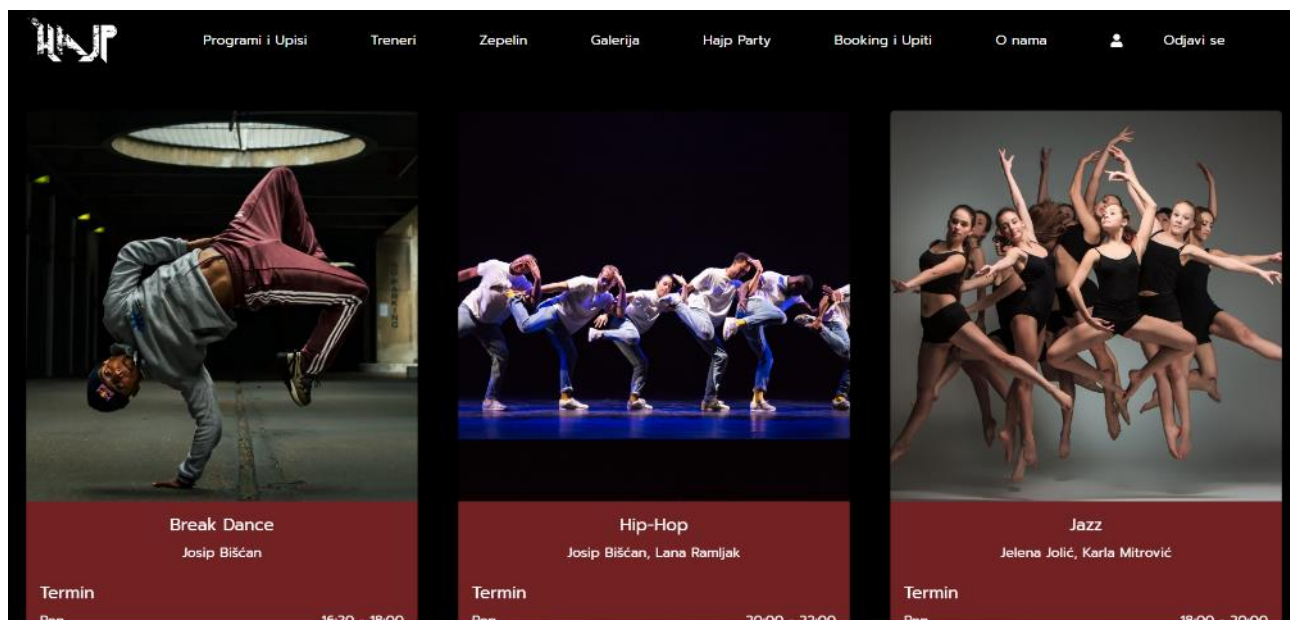 HAJP
Programi i Upisi Treneri Zepelin Galerija Hajp Party Booking i Upiti O nama Odjavi se
Break Dance
Josip Bišćan
Termin
Hip-Hop
Josip Bišćan, Lana Ramljak
Termin
Jazz
Jelena Jolić, Karla Mitrović
Termin